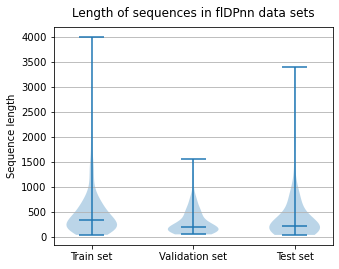 Length of sequences in flDPnn data sets
4000
3500
3000
2500
2000
1500
1000
500
0
Sequence length
Train set
Validation set
Test set